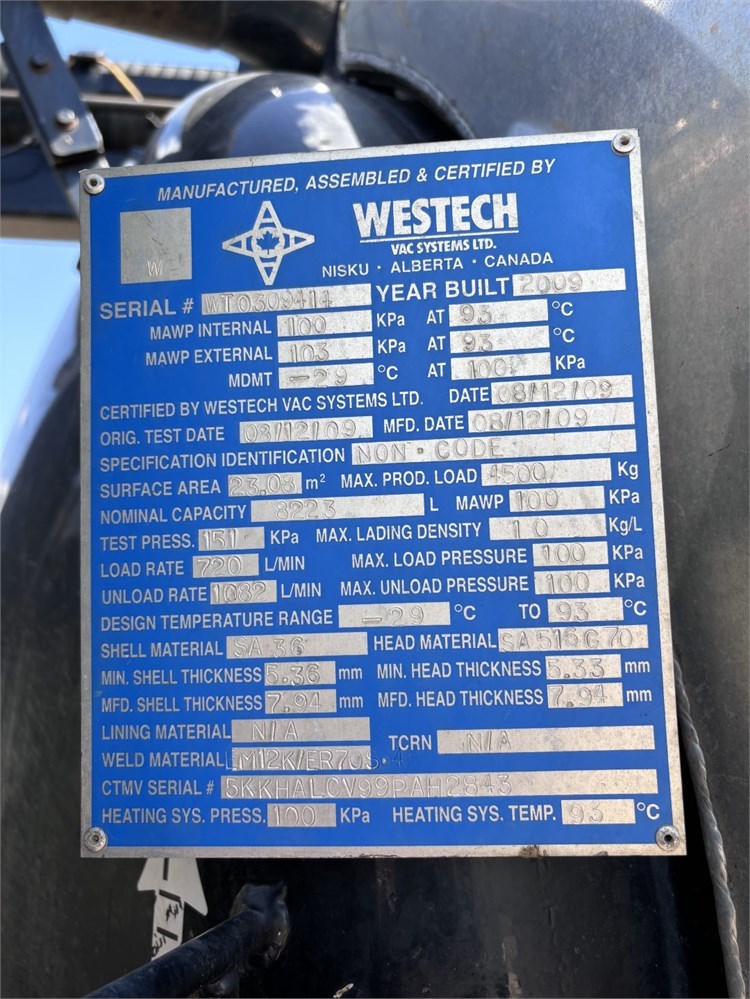 MANUFACTURED, ASSEMBLED & CERTIFIED BY
W
WESTECH
VAC SYSTEMS LTD.
NISKU · ALBERTA · CANADA
SERIAL # WT0309414 YEAR BUILT 2009
MAWP INTERNAL 100 KPa AT 93 °C
MAWP EXTERNAL 103 KPa AT 93 °C
MDMT -29 °C AT 100 KPa
CERTIFIED BY WESTECH VAC SYSTEMS LTD. DATE 08/12/09
ORIG. TEST DATE 08/12/09 MFD. DATE 08/12/09
SPECIFICATION IDENTIFICATION NON · CODE
SURFACE AREA 23.08 m² MAX. PROD. LOAD 4500 Kg
NOMINAL CAPACITY 8223 L MAWP 100 KPa
TEST PRESS. 151 KPa MAX. LADING DENSITY 1.0 Kg/L
LOAD RATE 720 L/MIN MAX. LOAD PRESSURE 100 KPa
UNLOAD RATE 1082 L/MIN MAX. UNLOAD PRESSURE 100 KPa
DESIGN TEMPERATURE RANGE -29 °C TO 93 °C
SHELL MATERIAL SA 36 HEAD MATERIAL SA 516 G 70
MIN. SHELL THICKNESS 5.36 mm MIN. HEAD THICKNESS 5.33 mm
MFD. SHELL THICKNESS 7.94 mm MFD. HEAD THICKNESS 7.94 mm
LINING MATERIAL N/A TCRN N/A
WELD MATERIAL EM12K/ER70S·
CTMV SERIAL # 5KKHALCV99PAH2843
HEATING SYS. PRESS. 100 KPa HEATING SYS. TEMP. 93 °C